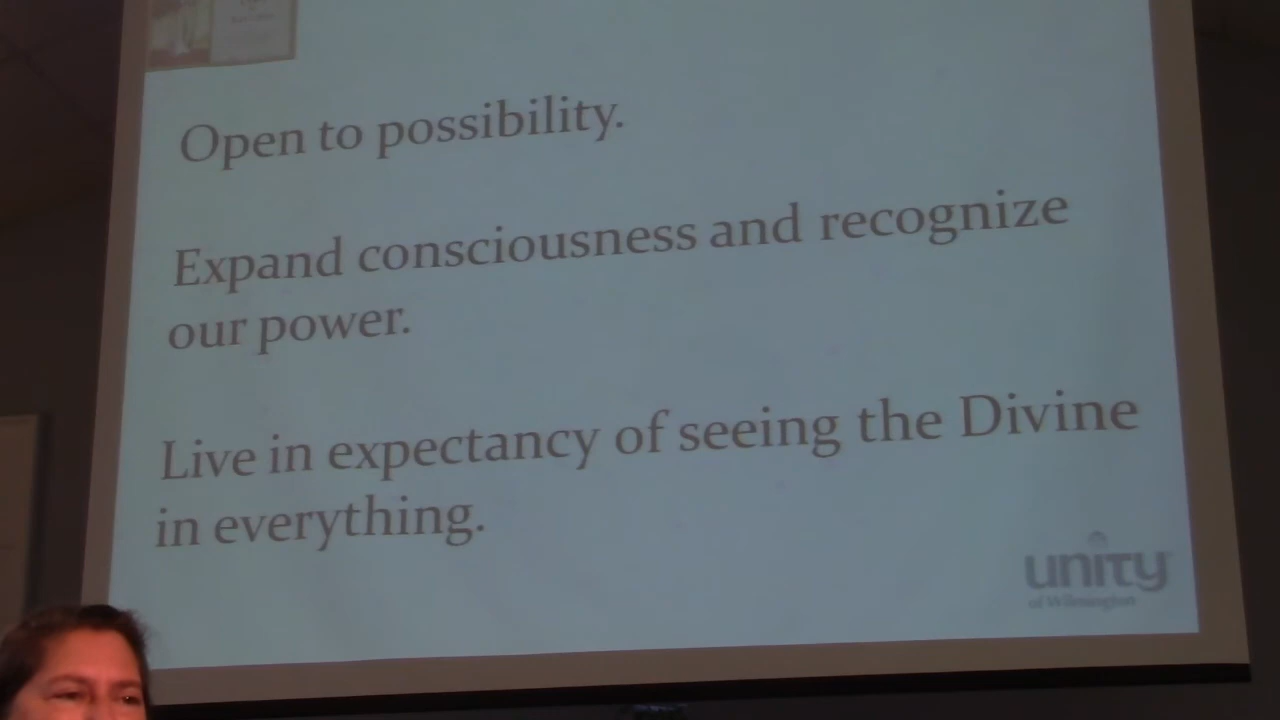 Open to possibility.
Expand consciousness and recognize
our power.
Live in expectancy of seeing the Divine
in everything.
unity
of Wilmington